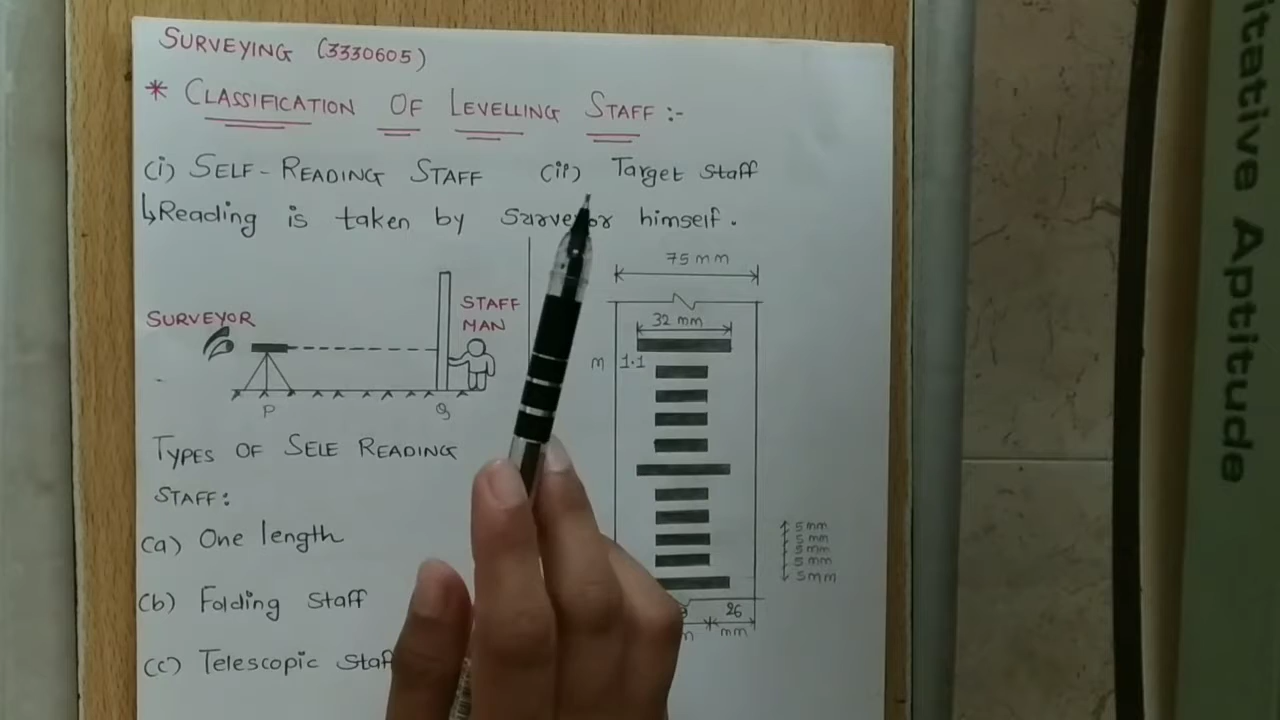 SURVEYING (3330605)
* CLASSIFICATION OF LEVELLING STAFF :-
(i) SELF-READING STAFF (ii) Target staff
↳Reading is taken by surveyor himself.
75 mm
32 mm
SURVEYOR
STAFF
MAN
m 1.1
P
TYPES OF SELE READING
STAFF:
(a) One length
(b) Folding staff
(c) Telescopic
5 mm
5 mm
5 mm
5 mm
5 mm
26
mm
itative Aptitude